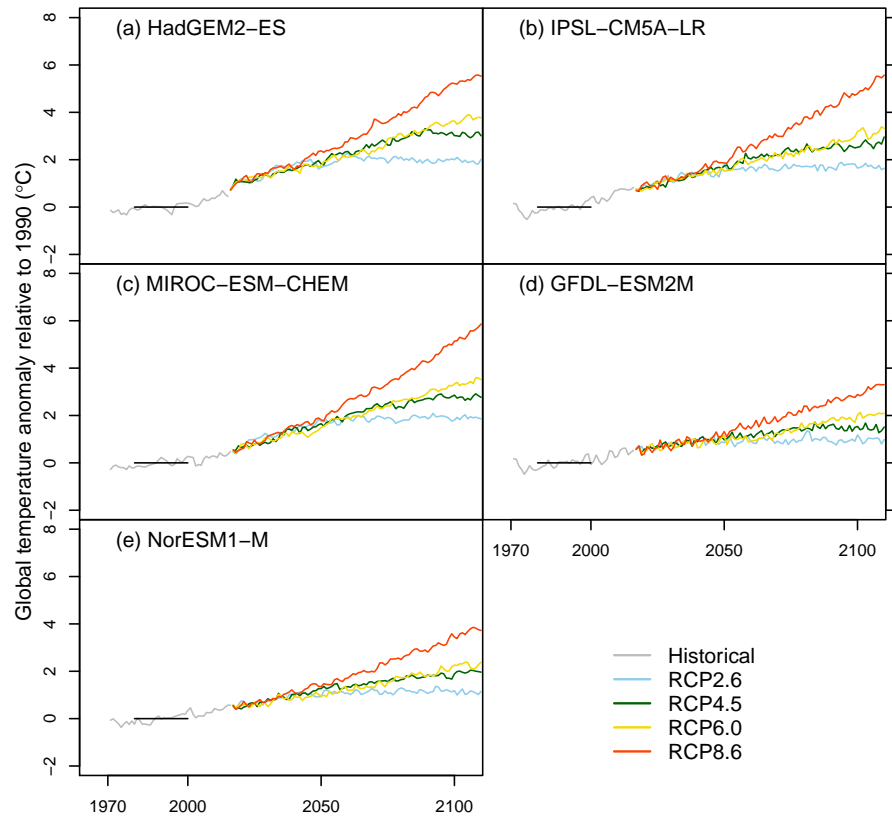 Global temperature anomaly relative to 1990 (°C)
(a) HadGEM2−ES
8
6
4
2
0
−2
(b) IPSL−CM5A−LR
(c) MIROC−ESM−CHEM
8
6
4
2
0
−2
(d) GFDL−ESM2M
1970 2000 2050 2100
(e) NorESM1−M
8
6
4
2
0
−2
1970 2000 2050 2100
Historical
RCP2.6
RCP4.5
RCP6.0
RCP8.6